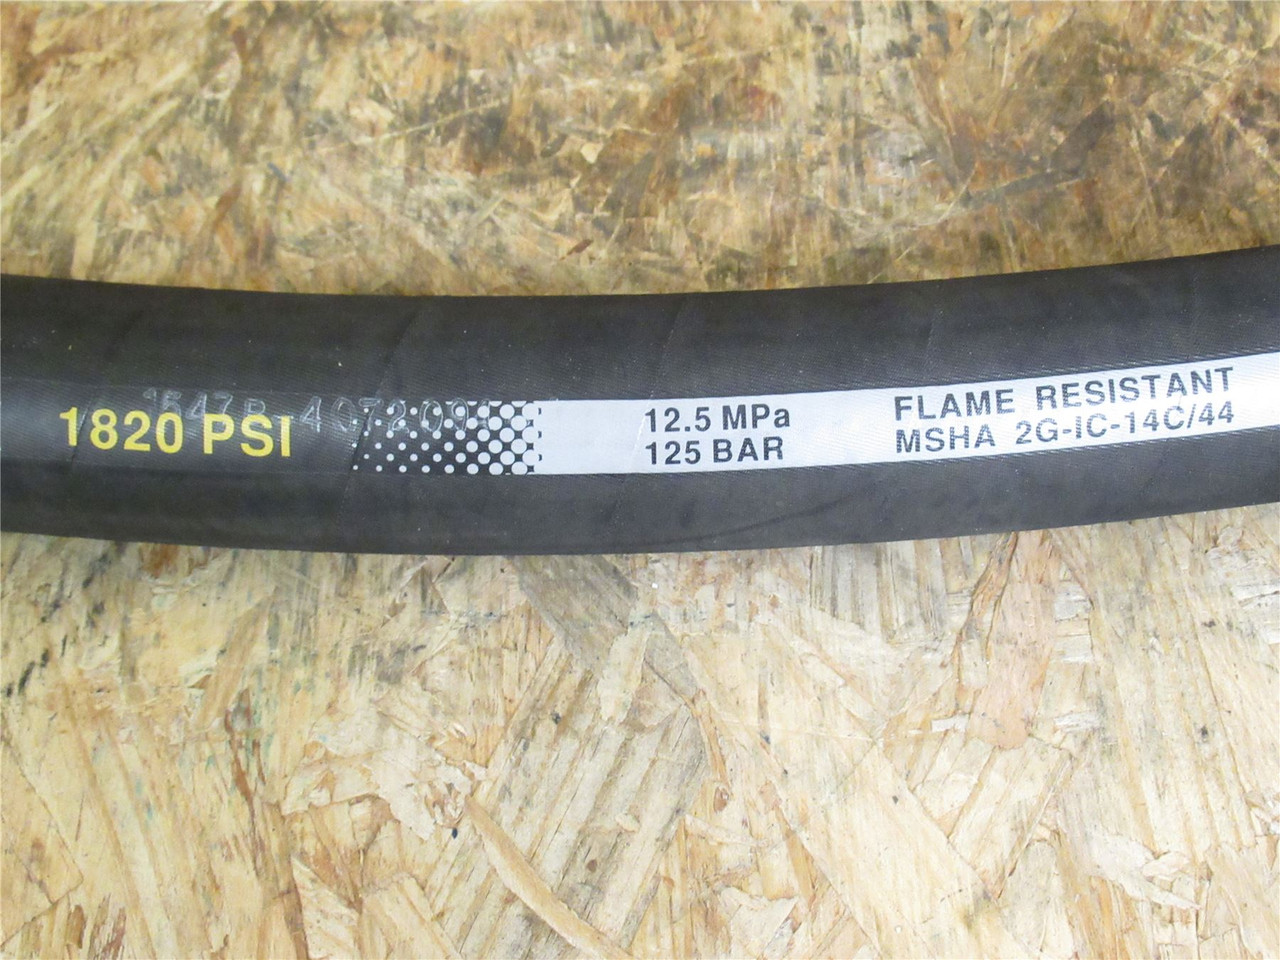 1820 PSI
12.5 MPa
125 BAR
FLAME RESISTANT
MSHA 2G-IC-14C/44